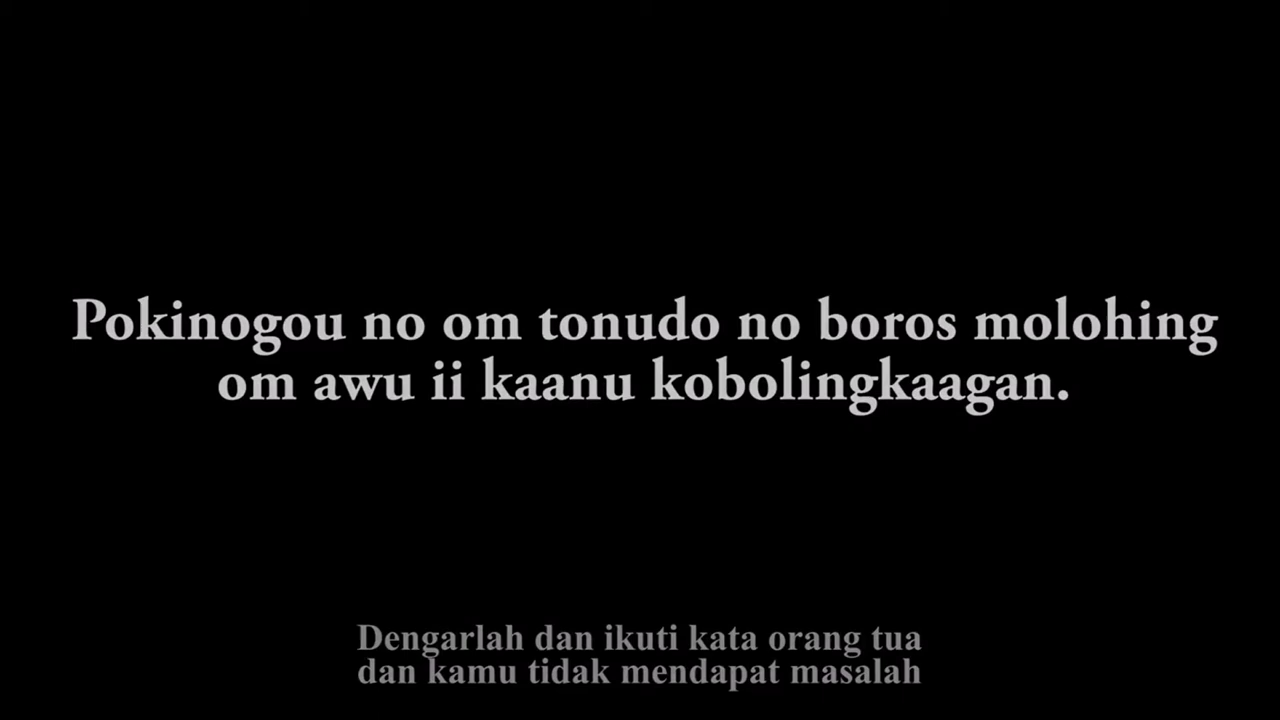 Pokinogou no om tonudo no boros molohing
om awu ii kaanu kobolingkaagan.
Dengarlah dan ikuti kata orang tua
dan kamu tidak mendapat masalah